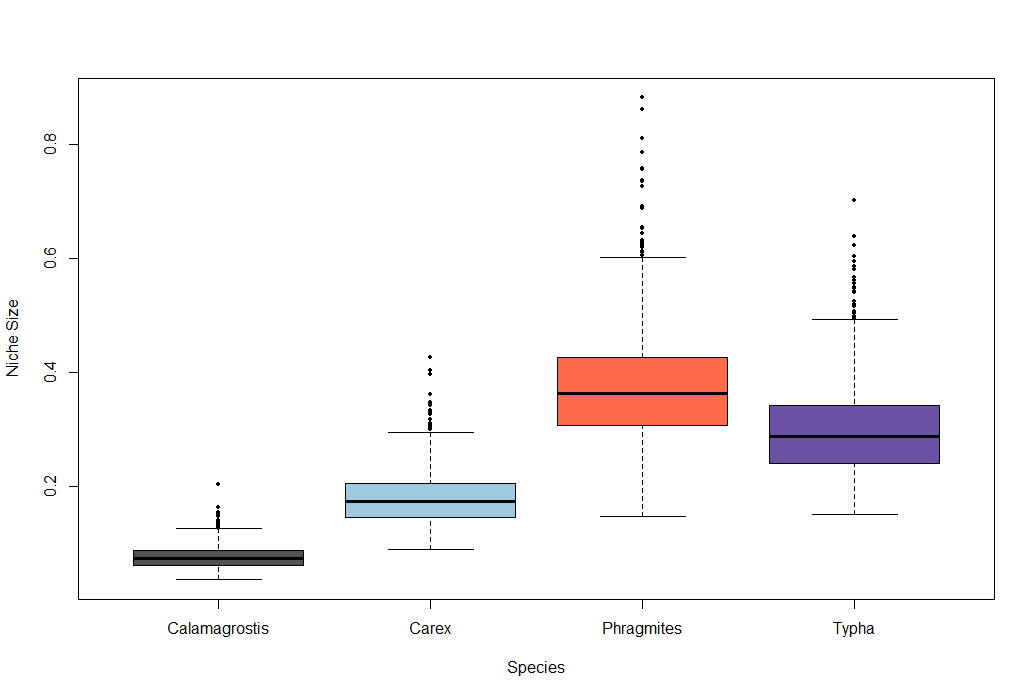 0.8
0.6
0.4
0.2
Niche Size
Calamagrostis
Carex
Phragmites
Typha
Species